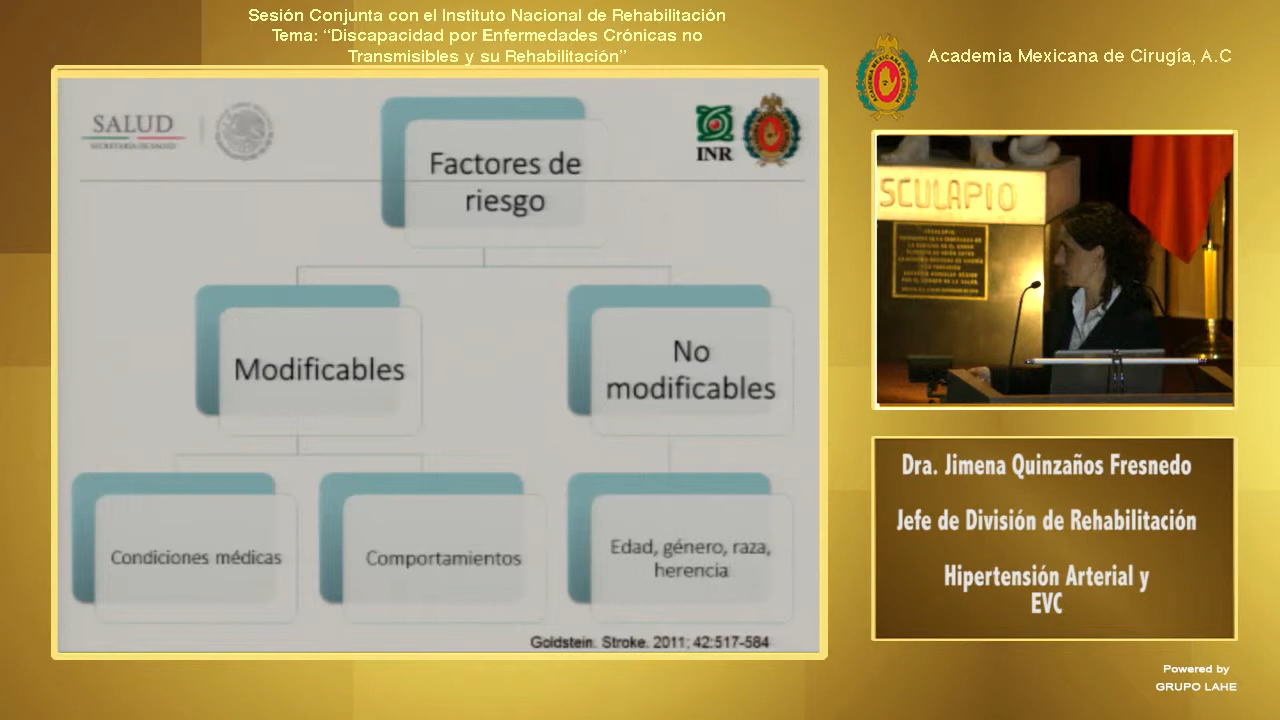 Sesión Conjunta con el Instituto Nacional de Rehabilitación
Tema: “Discapacidad por Enfermedades Crónicas no
Transmisibles y su Rehabilitación”
Academia Mexicana de Cirugía, A.C
SALUD
SECRETARÍA DE SALUD
INR
Factores de
riesgo
Modificables
No
modificables
Condiciones médicas
Comportamientos
Edad, género, raza,
herencia
Goldstein. Stroke. 2011; 42:517-584
SCULAPIO
Dra. Jimena Quinzaños Fresnedo
Jefe de División de Rehabilitación
Hipertensión Arterial y
EVC
Powered by
GRUPO LAHE